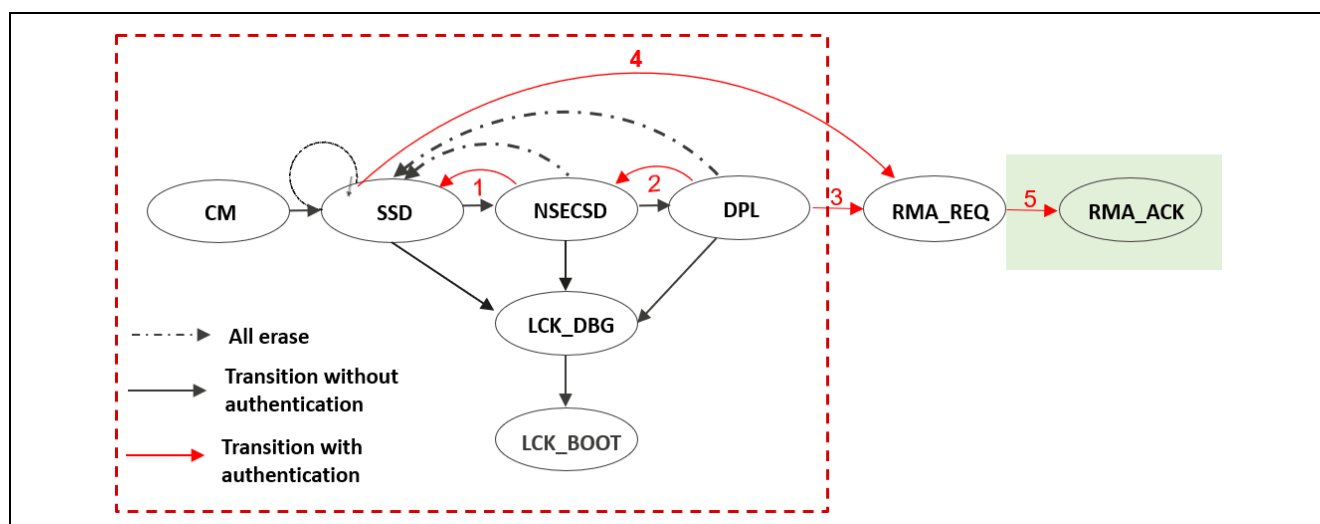 4
1
2
3
5
CM
SSD
NSECSD
DPL
RMA_REQ
RMA_ACK
LCK_DBG
LCK_BOOT
All erase
Transition without
authentication
Transition with
authentication